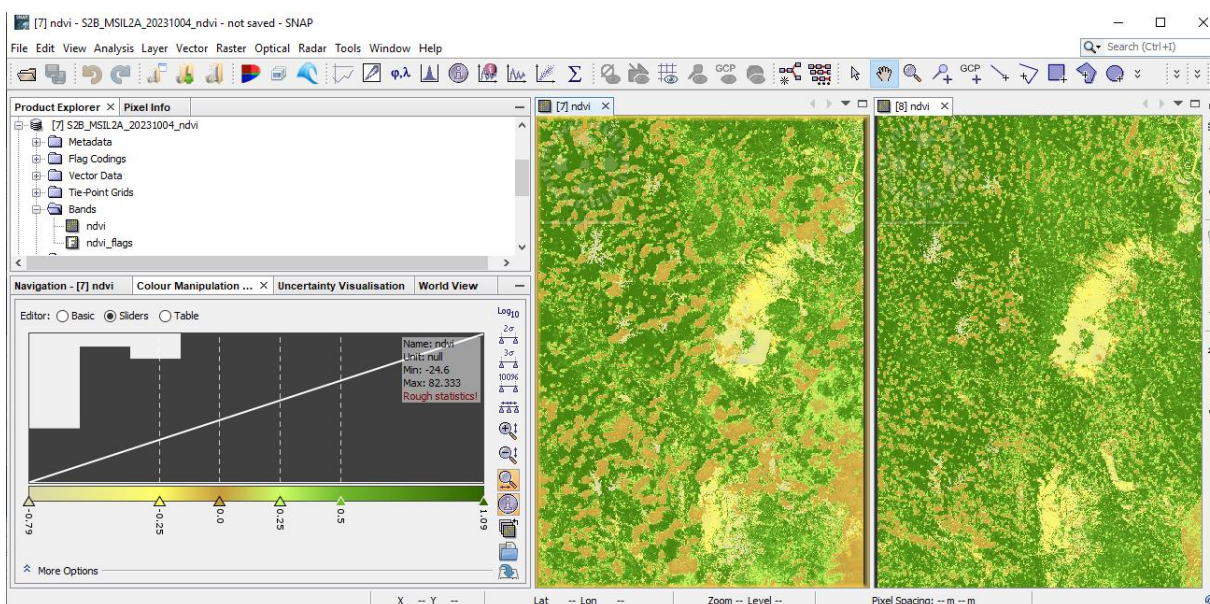 [7] ndvi - S2B_MSIL2A_20231004_ndvi - not saved - SNAP
File Edit View Analysis Layer Vector Raster Optical Radar Tools Window Help
Search (Ctrl+I)
φ,λ
Σ
GCP
GCP
Product Explorer
Pixel Info
[7] ndvi
[8] ndvi
[7] S2B_MSIL2A_20231004_ndvi
Metadata
Flag Codings
Vector Data
Tie-Point Grids
Bands
ndvi
ndvi_flags
Navigation - [7] ndvi
Colour Manipulation ...
Uncertainty Visualisation
World View
Editor: Basic Sliders Table
Log10
2σ
3σ
100%
Name: ndvi
Unit: null
Min: -24.6
Max: 82.333
Rough statistics!
-0.79
-0.25
0.0
0.25
0.5
1.09
More Options
X -- Y -- Lat -- Lon -- Zoom -- Level -- Pixel Spacing: -- m -- m